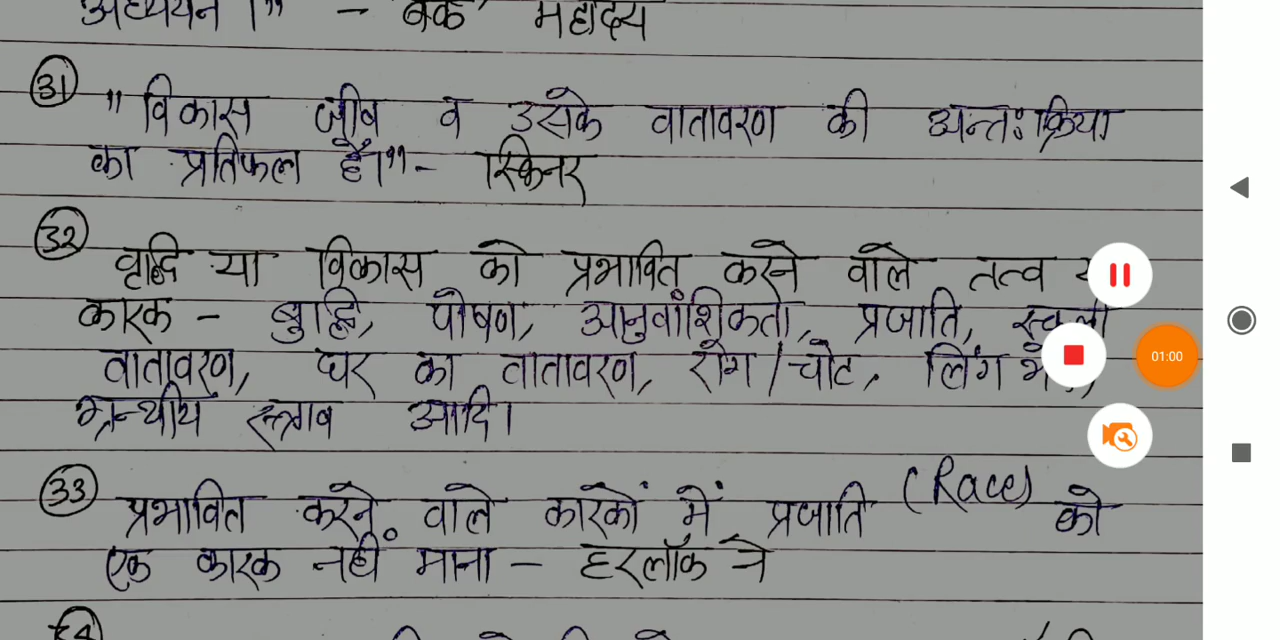 अध्ययन।" - क्रो महोदय
(31) "विकास जीव व उसके वातावरण की अन्तः क्रिया
का प्रतिफल है।" - स्किनर
(32) वृद्धि या विकास को प्रभावित करने वाले तत्व
कारक - बुद्धि, पोषण, आनुवांशिकता, प्रजाति, स्कूली
वातावरण, घर का वातावरण, रोग/चोट, लिंग
ग्रन्थीय स्त्राव आदि।
(33) प्रभावित करने वाले कारकों में प्रजाति (Race) को
एक कारक नहीं माना - हरलॉक ने
01:00